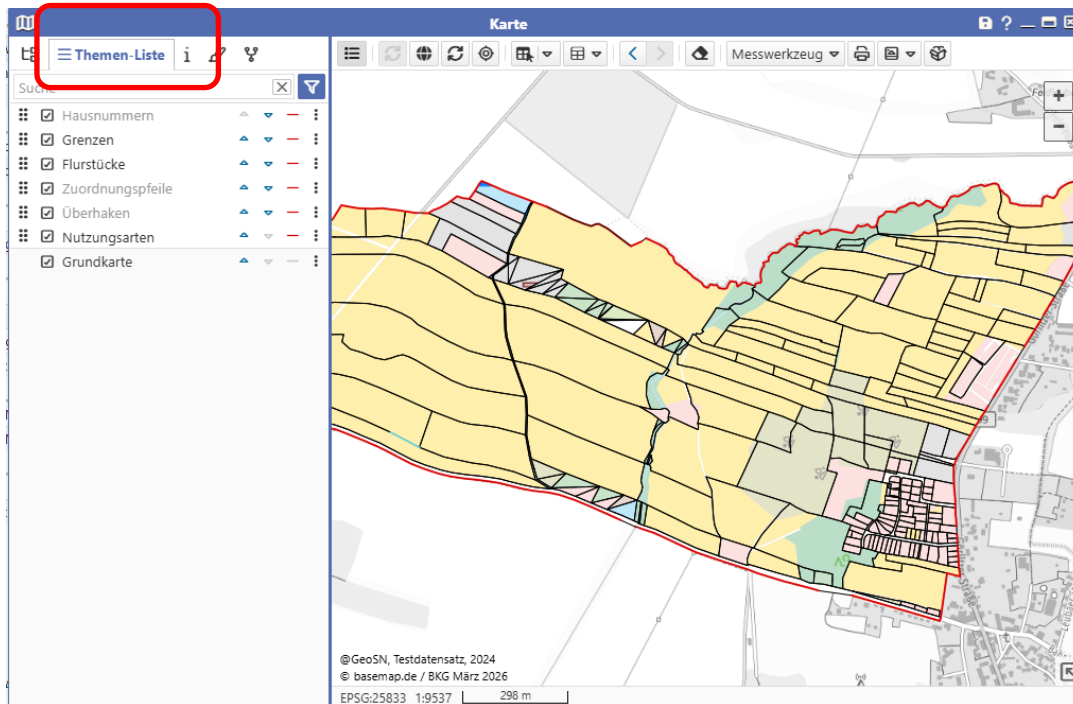 Karte
Themen-Liste
Suche
Hausnummern
Grenzen
Flurstücke
Zuordnungspfeile
Überhaken
Nutzungsarten
Grundkarte
Messwerkzeug
@GeoSN, Testdatensatz, 2024
© basemap.de / BKG März 2026
EPSG:25833 1:9537 298 m